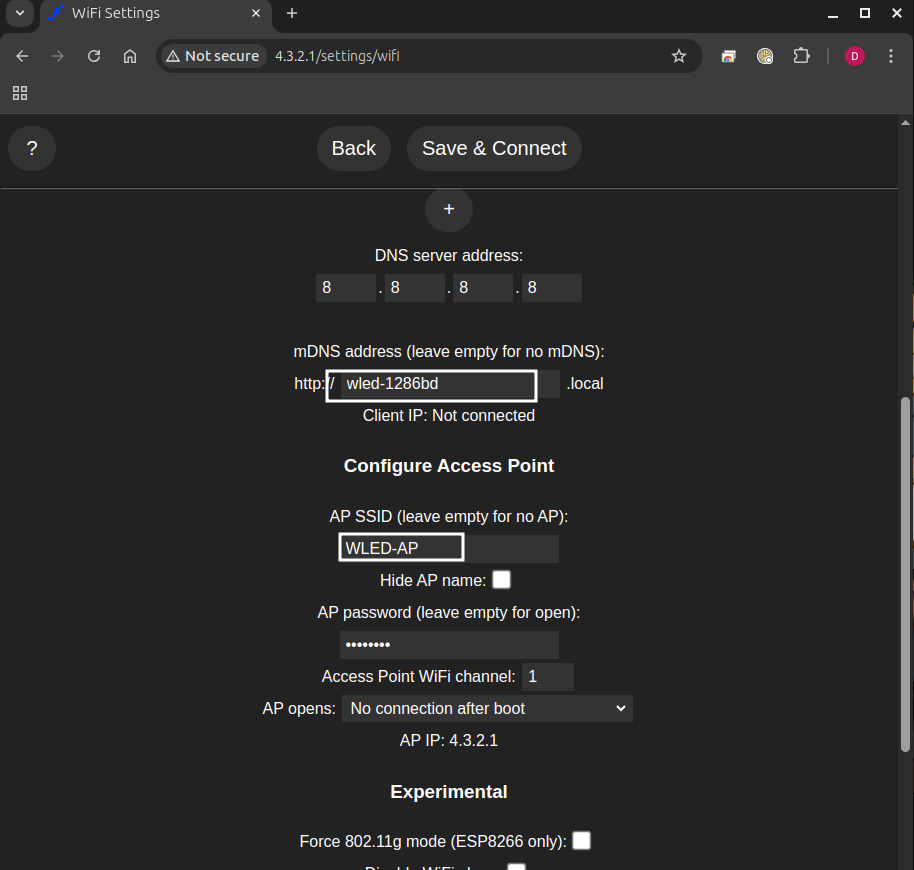 WiFi Settings
Not secure 4.3.2.1/settings/wifi
D
? Back Save & Connect
+
DNS server address:
8 . 8 . 8 . 8
mDNS address (leave empty for no mDNS):
http:// wled-1286bd .local
Client IP: Not connected
Configure Access Point
AP SSID (leave empty for no AP):
WLED-AP
Hide AP name:
AP password (leave empty for open):
••••••••
Access Point WiFi channel: 1
AP opens: No connection after boot
AP IP: 4.3.2.1
Experimental
Force 802.11g mode (ESP8266 only):